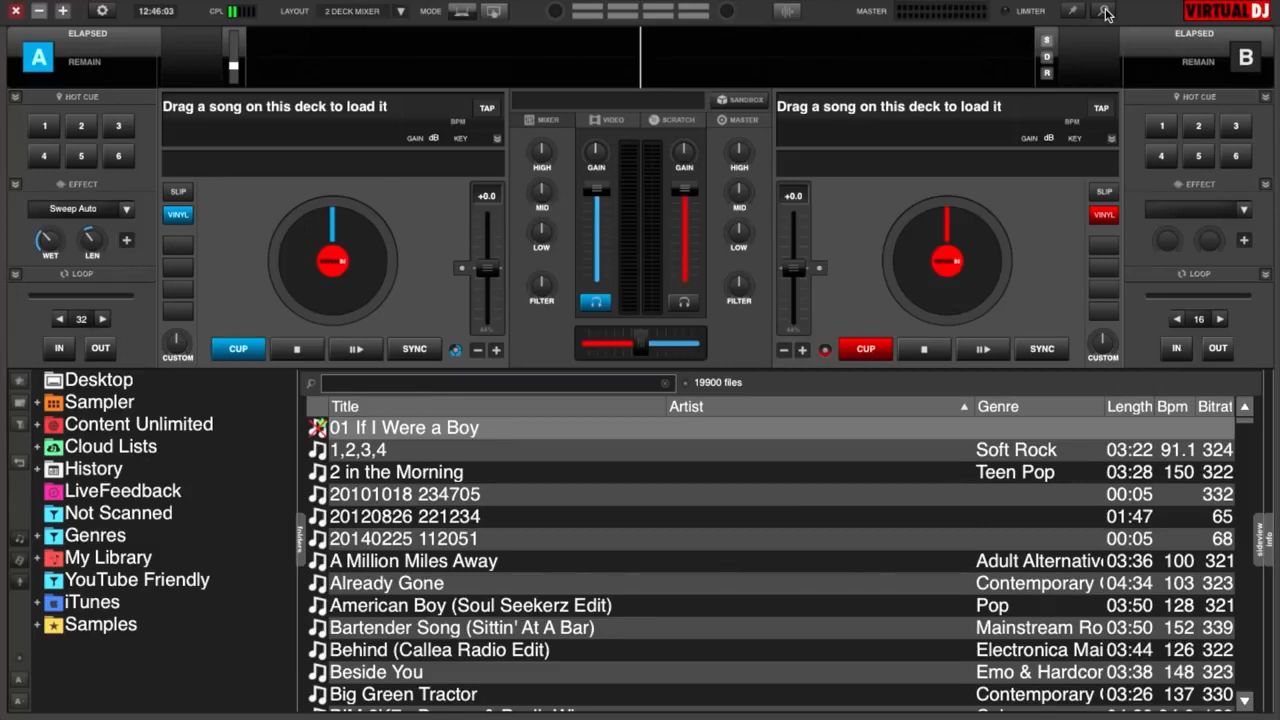 12:46:03
CPU
LAYOUT
2 DECK MIXER
MODE
MASTER
LIMITER
VIRTUAL DJ
ELAPSED
A
REMAIN
S
D
R
ELAPSED
REMAIN
B
HOT CUE
1 2 3
4 5 6
EFFECT
Sweep Auto
WET LEN
LOOP
32
IN OUT
Drag a song on this deck to load it
TAP
BPM
GAIN dB KEY
SLIP
VINYL
CUSTOM
+0.0
44%
CUP
SYNC
SANDBOX
MIXER VIDEO SCRATCH MASTER
HIGH
MID
LOW
FILTER
GAIN
GAIN
HIGH
MID
LOW
FILTER
Drag a song on this deck to load it
TAP
BPM
GAIN dB KEY
+0.0
44%
SLIP
VINYL
CUSTOM
CUP
SYNC
HOT CUE
1 2 3
4 5 6
EFFECT
LOOP
16
IN OUT
Desktop
Sampler
Content Unlimited
Cloud Lists
History
LiveFeedback
Not Scanned
Genres
My Library
YouTube Friendly
iTunes
Samples
folders
19900 files
Title Artist Genre Length Bpm Bitrat
01 If I Were a Boy
1,2,3,4 Soft Rock 03:22 91.1 324
2 in the Morning Teen Pop 03:28 150 322
20101018 234705 00:05 332
20120826 221234 01:47 65
20140225 112051 00:05 68
A Million Miles Away Adult Alternativ 03:36 100 321
Already Gone Contemporary ( 04:34 103 323
American Boy (Soul Seekerz Edit) Pop 03:50 128 321
Bartender Song (Sittin' At A Bar) Mainstream Ro 03:50 152 339
Behind (Callea Radio Edit) Electronica Mai 03:44 126 322
Beside You Emo & Hardcor 03:38 148 323
Big Green Tractor Contemporary ( 03:26 137 330
sideview
info